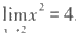 lim x² = 4